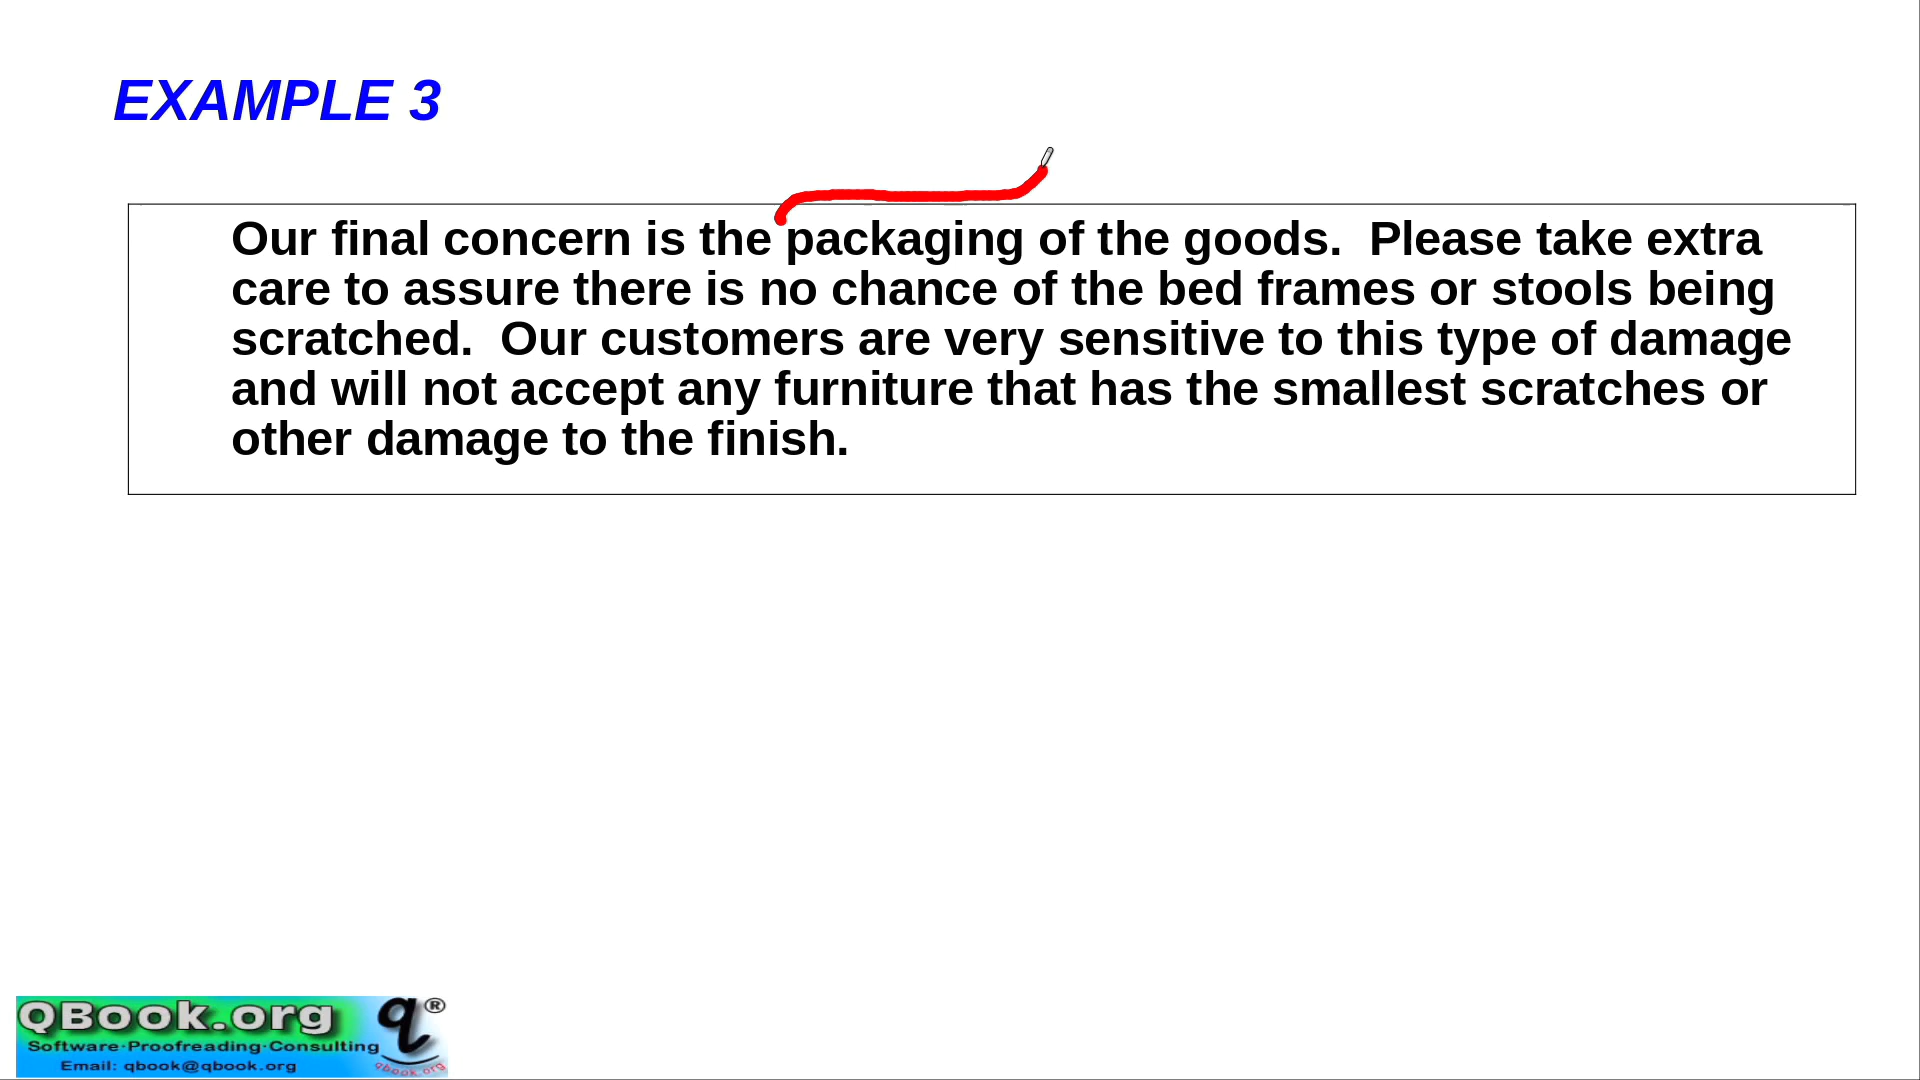 EXAMPLE 3
Our final concern is the packaging of the goods.  Please take extra
care to assure there is no chance of the bed frames or stools being
scratched.  Our customers are very sensitive to this type of damage
and will not accept any furniture that has the smallest scratches or
other damage to the finish.
QBook.org
Software·Proofreading·Consulting
Email: qbook@qbook.org
q®
qbook.org